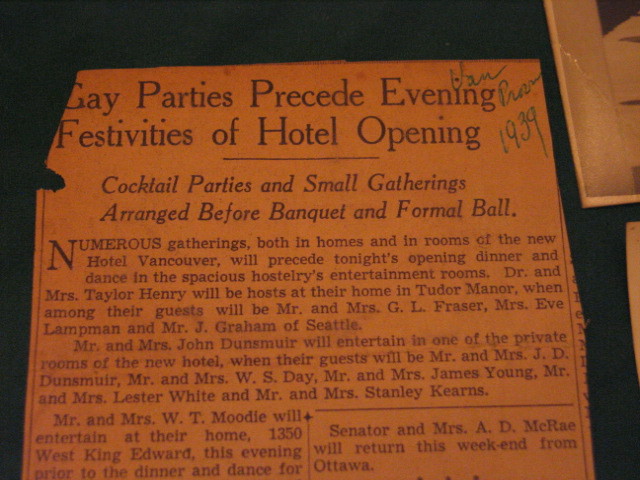 Gay Parties Precede Evening
Festivities of Hotel Opening
Van
Prov
1939
Cocktail Parties and Small Gatherings
Arranged Before Banquet and Formal Ball.
NUMEROUS gatherings, both in homes and in rooms of the new
Hotel Vancouver, will precede tonight's opening dinner and
dance in the spacious hostelry's entertainment rooms. Dr. and
Mrs. Taylor Henry will be hosts at their home in Tudor Manor, when
among their guests will be Mr. and Mrs. G. L. Fraser, Mrs. Eve
Lampman and Mr. J. Graham of Seattle.
Mr. and Mrs. John Dunsmuir will entertain in one of the private
rooms of the new hotel, when their guests will be Mr. and Mrs. J. D.
Dunsmuir, Mr. and Mrs. W. S. Day, Mr. and Mrs. James Young, Mr.
and Mrs. Lester White and Mr. and Mrs. Stanley Kearns.
Mr. and Mrs. W. T. Moodie will
entertain at their home, 1350
West King Edward, this evening
prior to the dinner and dance for
Senator and Mrs. A. D. McRae
will return this week-end from
Ottawa.